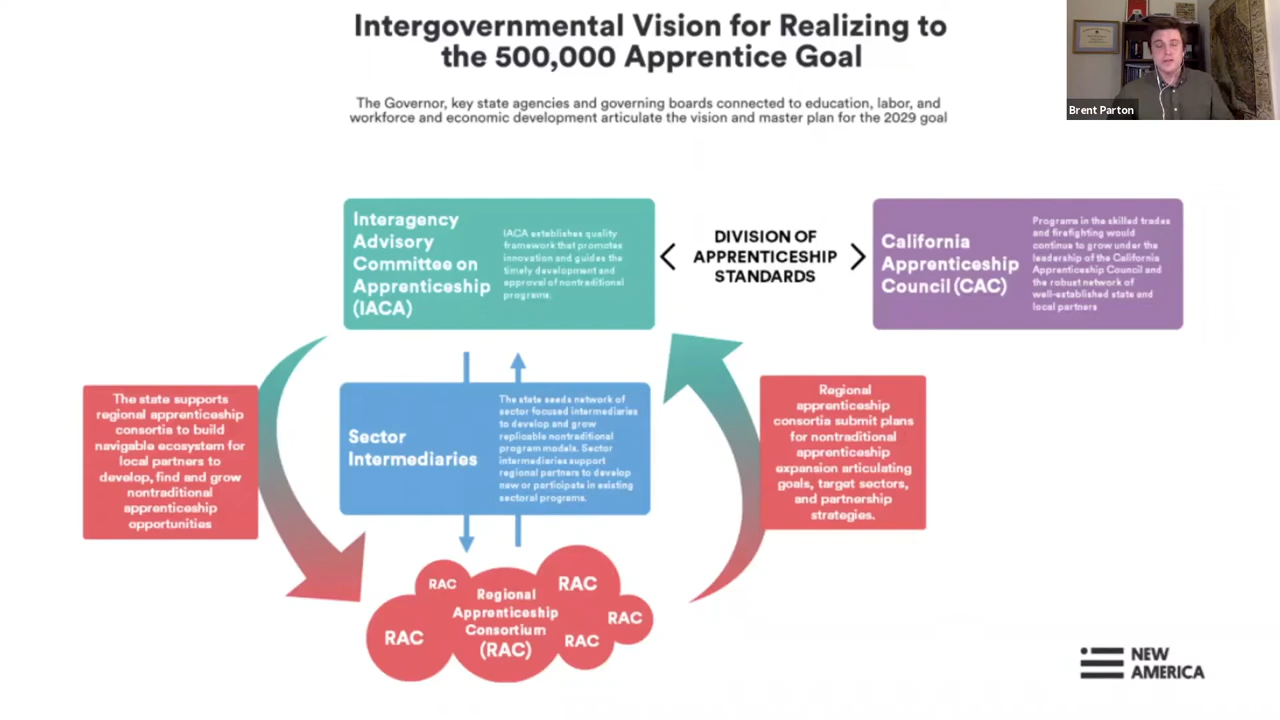 Intergovernmental Vision for Realizing to
the 500,000 Apprentice Goal
The Governor, key state agencies and governing boards connected to education, labor, and
workforce and economic development articulate the vision and master plan for the 2029 goal
Brent Parton
Interagency
Advisory
Committee on
Apprenticeship
(IACA)
IACA establishes quality
framework that promotes
innovation and guides the
timely development and
approval of nontraditional
programs.
DIVISION OF
APPRENTICESHIP
STANDARDS
California
Apprenticeship
Council (CAC)
Programs in the skilled trades
and firefighting would
continue to grow under the
leadership of the California
Apprenticeship Council and
the robust network of
well-established state and
local partners
The state supports
regional apprenticeship
consortia to build
navigable ecosystem for
local partners to
develop, find and grow
nontraditional
apprenticeship
opportunities
Sector
Intermediaries
The state seeds network of
sector focused intermediaries
to develop and grow
replicable nontraditional
program models. Sector
intermediaries support
regional partners to develop
new or participate in existing
sectoral programs.
Regional
apprenticeship
consortia submit plans
for nontraditional
apprenticeship
expansion articulating
goals, target sectors,
and partnership
strategies.
RAC
RAC
Regional
Apprenticeship
Consortium
(RAC)
RAC
RAC
RAC
NEW
AMERICA